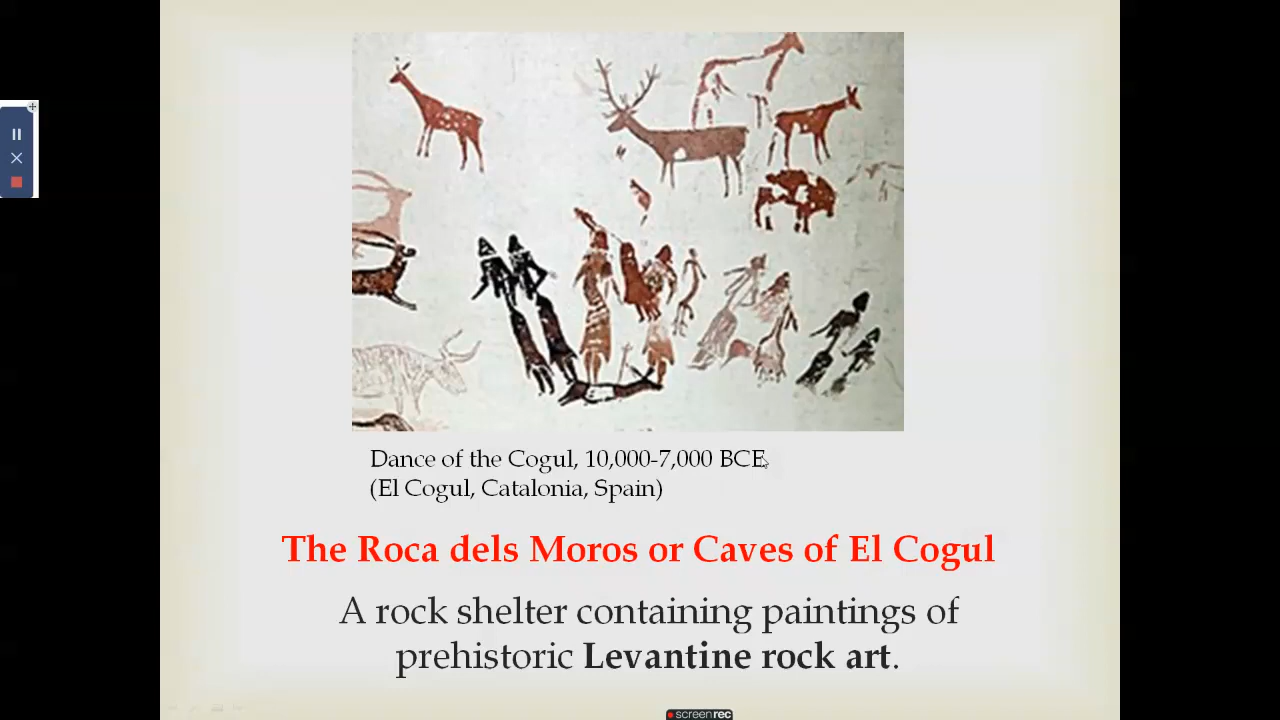 Dance of the Cogul, 10,000-7,000 BCE
(El Cogul, Catalonia, Spain)
The Roca dels Moros or Caves of El Cogul
A rock shelter containing paintings of
prehistoric Levantine rock art.
screenrec